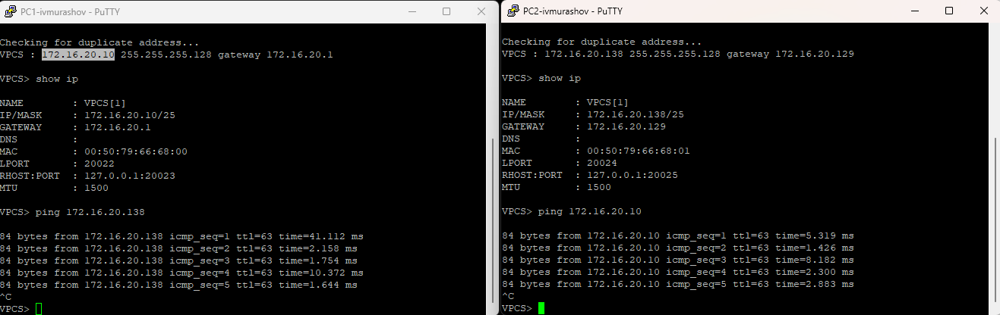 PC1-ivmurashov - PuTTY
Checking for duplicate address...
VPCS : 172.16.20.10 255.255.255.128 gateway 172.16.20.1
VPCS> show ip
NAME : VPCS[1]
IP/MASK : 172.16.20.10/25
GATEWAY : 172.16.20.1
DNS :
MAC : 00:50:79:66:68:00
LPORT : 20022
RHOST:PORT : 127.0.0.1:20023
MTU : 1500
VPCS> ping 172.16.20.138
84 bytes from 172.16.20.138 icmp_seq=1 ttl=63 time=41.112 ms
84 bytes from 172.16.20.138 icmp_seq=2 ttl=63 time=2.158 ms
84 bytes from 172.16.20.138 icmp_seq=3 ttl=63 time=1.754 ms
84 bytes from 172.16.20.138 icmp_seq=4 ttl=63 time=10.372 ms
84 bytes from 172.16.20.138 icmp_seq=5 ttl=63 time=1.644 ms
^C
VPCS>
PC2-ivmurashov - PuTTY
Checking for duplicate address...
VPCS : 172.16.20.138 255.255.255.128 gateway 172.16.20.129
VPCS> show ip
NAME : VPCS[1]
IP/MASK : 172.16.20.138/25
GATEWAY : 172.16.20.129
DNS :
MAC : 00:50:79:66:68:01
LPORT : 20024
RHOST:PORT : 127.0.0.1:20025
MTU : 1500
VPCS> ping 172.16.20.10
84 bytes from 172.16.20.10 icmp_seq=1 ttl=63 time=5.319 ms
84 bytes from 172.16.20.10 icmp_seq=2 ttl=63 time=1.426 ms
84 bytes from 172.16.20.10 icmp_seq=3 ttl=63 time=8.182 ms
84 bytes from 172.16.20.10 icmp_seq=4 ttl=63 time=2.300 ms
84 bytes from 172.16.20.10 icmp_seq=5 ttl=63 time=2.883 ms
^C
VPCS>